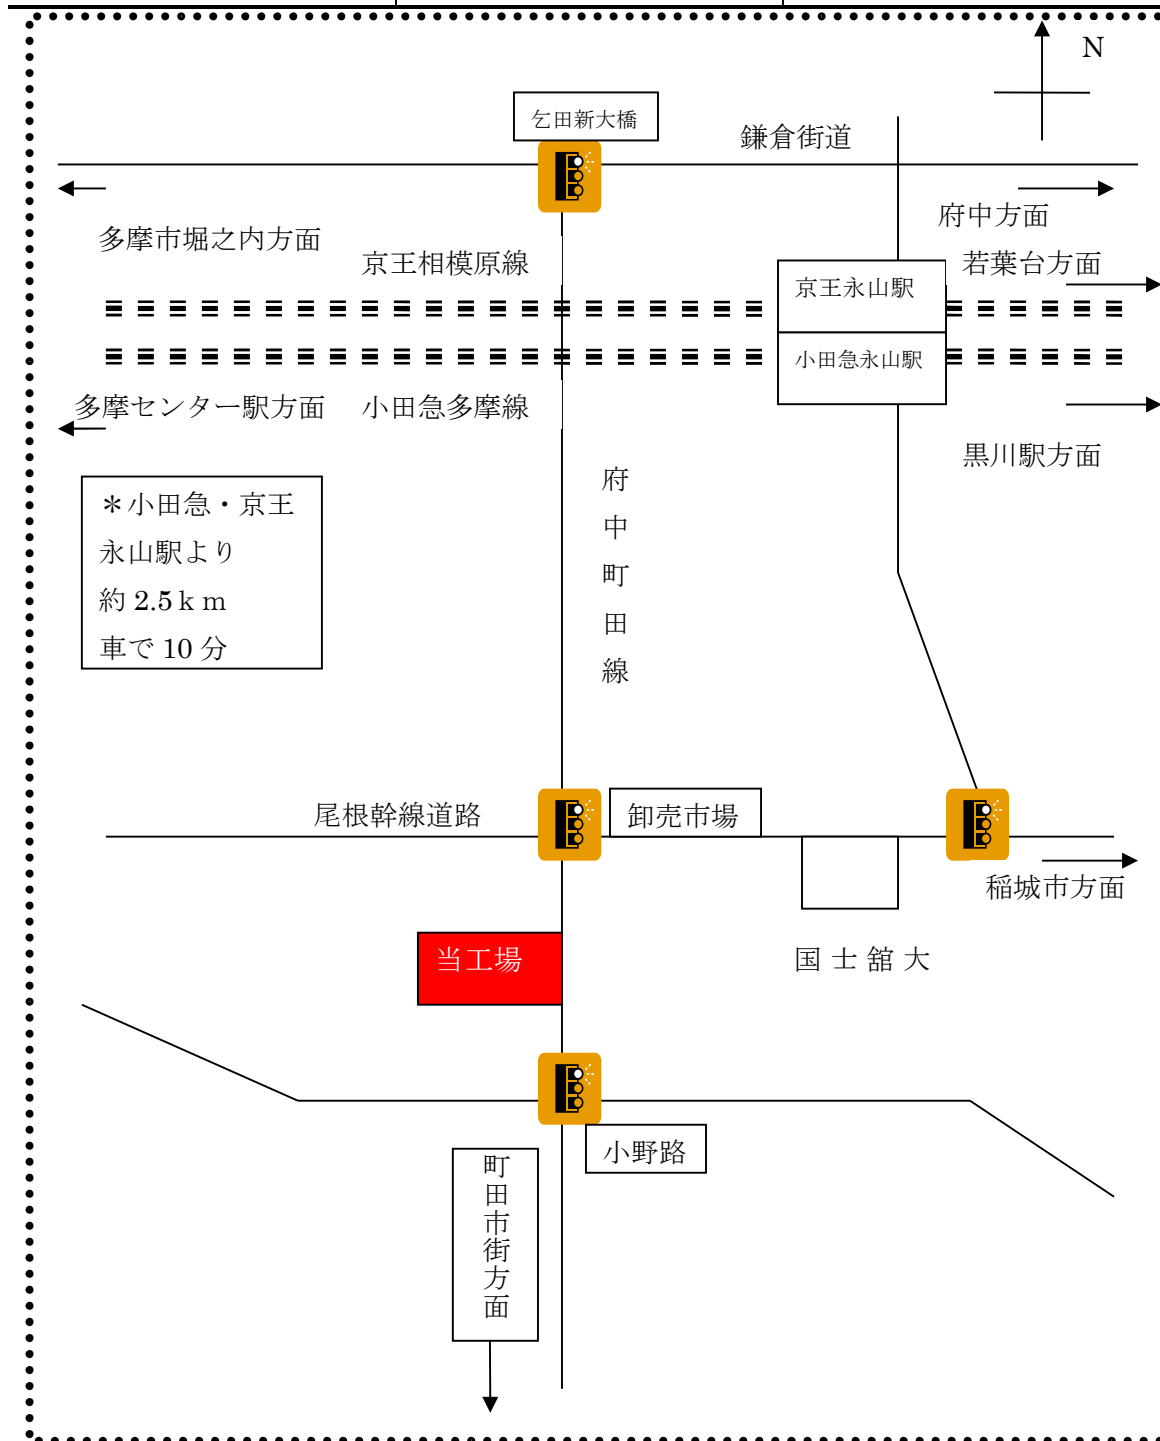 N
乞田新大橋
鎌倉街道
府中方面
多摩市堀之内方面
京王相模原線
若葉台方面
京王永山駅
小田急永山駅
多摩センター駅方面
小田急多摩線
黒川駅方面
府中町田線
＊小田急・京王
永山駅より
約 2.5ｋｍ
車で 10 分
尾根幹線道路
卸売市場
稲城市方面
当工場
国 士 舘 大
小野路
町田市街方面